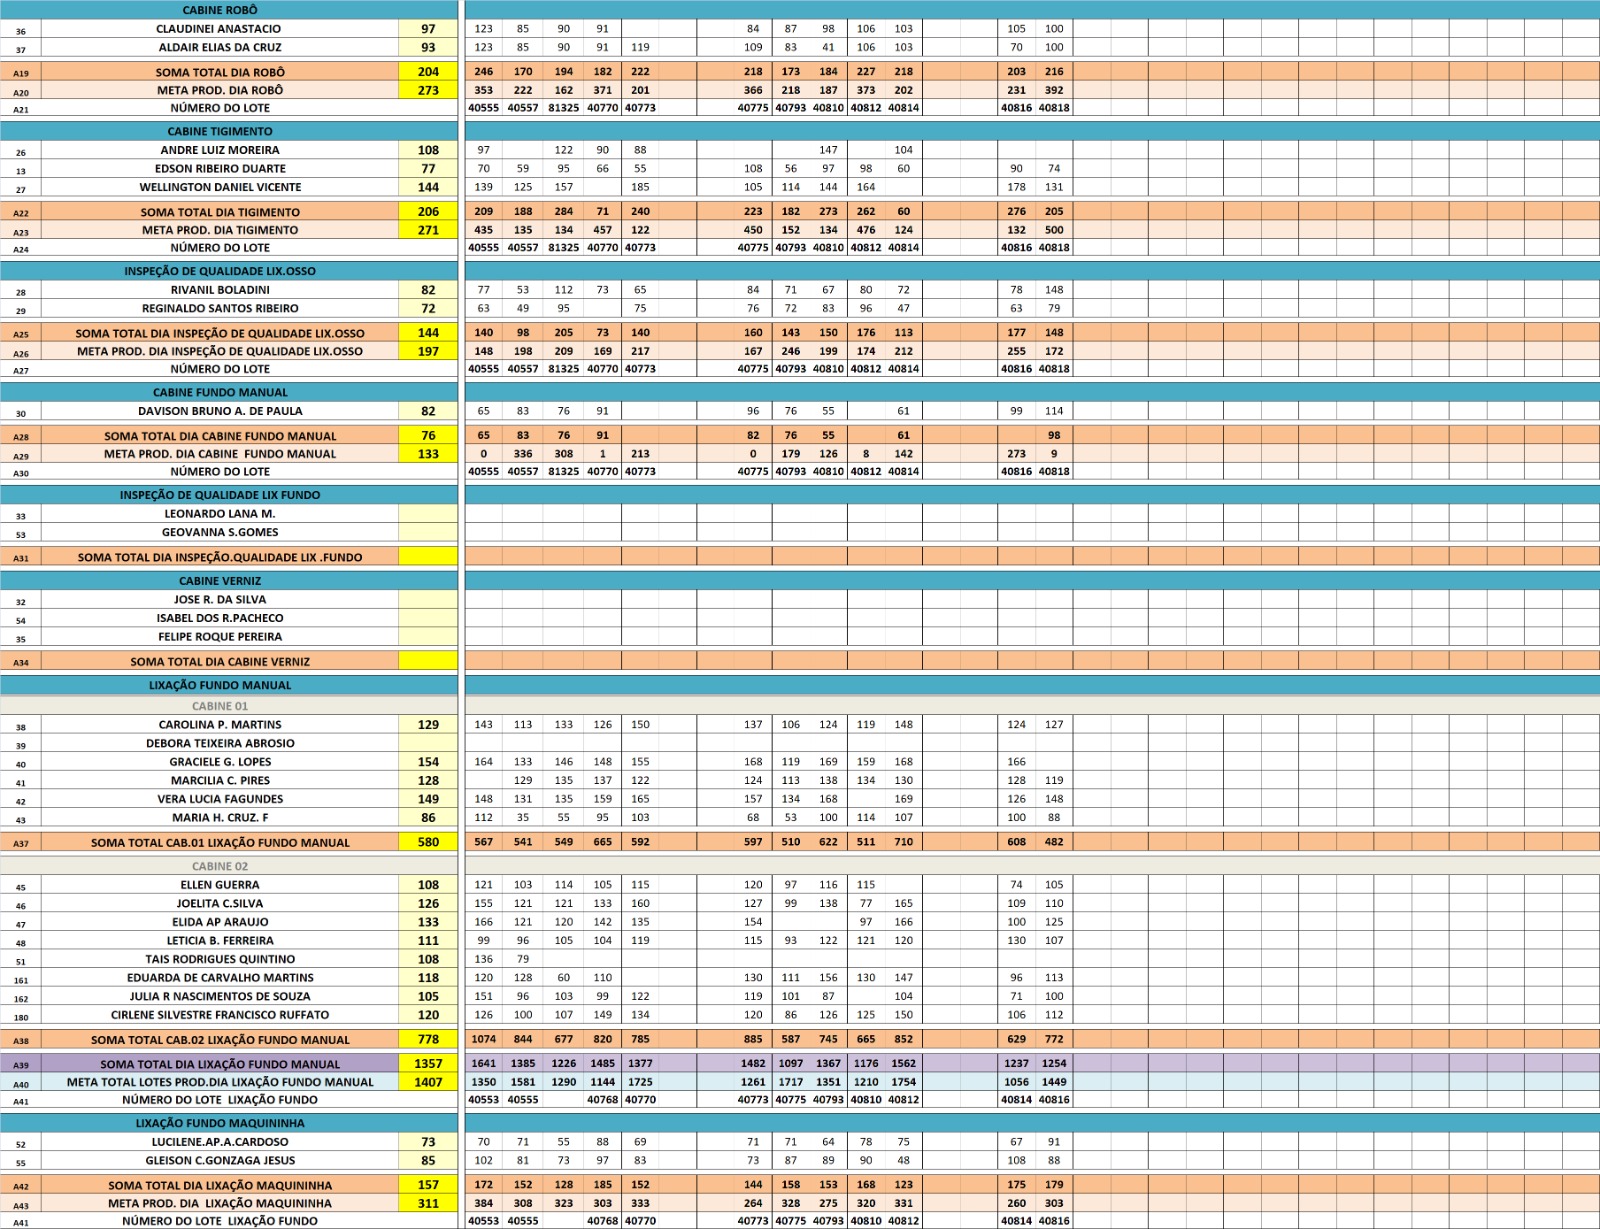 CABINE ROBÔ
36 CLAUDINEI ANASTACIO 97 123 85 90 91 84 87 98 106 103 105 100
37 ALDAIR ELIAS DA CRUZ 93 123 85 90 91 119 109 83 41 106 103 70 100
A19 SOMA TOTAL DIA ROBÔ 204 246 170 194 182 222 218 173 184 227 218 203 216
A20 META PROD. DIA ROBÔ 273 353 222 162 371 201 366 218 187 373 202 231 392
A21 NÚMERO DO LOTE 40555 40557 81325 40770 40773 40775 40793 40810 40812 40814 40816 40818
CABINE TIGIMENTO
26 ANDRE LUIZ MOREIRA 108 97 122 90 88 147 104
13 EDSON RIBEIRO DUARTE 77 70 59 95 66 55 108 56 97 98 60 90 74
27 WELLINGTON DANIEL VICENTE 144 139 125 157 185 105 114 144 164 178 131
A22 SOMA TOTAL DIA TIGIMENTO 206 209 188 284 71 240 223 182 273 262 60 276 205
A23 META PROD. DIA TIGIMENTO 271 435 135 134 457 122 450 152 134 476 124 132 500
A24 NÚMERO DO LOTE 40555 40557 81325 40770 40773 40775 40793 40810 40812 40814 40816 40818
INSPEÇÃO DE QUALIDADE LIX.OSSO
28 RIVANIL BOLADINI 82 77 53 112 73 65 84 71 67 80 72 78 148
29 REGINALDO SANTOS RIBEIRO 72 63 49 95 75 76 72 83 96 47 63 79
A25 SOMA TOTAL DIA INSPEÇÃO DE QUALIDADE LIX.OSSO 144 140 98 205 73 140 160 143 150 176 113 177 148
A26 META PROD. DIA INSPEÇÃO DE QUALIDADE LIX.OSSO 197 148 198 209 169 217 167 246 199 174 212 255 172
A27 NÚMERO DO LOTE 40555 40557 81325 40770 40773 40775 40793 40810 40812 40814 40816 40818
CABINE FUNDO MANUAL
30 DAVISON BRUNO A. DE PAULA 82 65 83 76 91 96 76 55 61 99 114
A28 SOMA TOTAL DIA CABINE FUNDO MANUAL 76 65 83 76 91 82 76 55 61 98
A29 META PROD. DIA CABINE FUNDO MANUAL 133 0 336 308 1 213 0 179 126 8 142 273 9
A30 NÚMERO DO LOTE 40555 40557 81325 40770 40773 40775 40793 40810 40812 40814 40816 40818
INSPEÇÃO DE QUALIDADE LIX FUNDO
33 LEONARDO LANA M.
53 GEOVANNA S.GOMES
A31 SOMA TOTAL DIA INSPEÇÃO.QUALIDADE LIX .FUNDO
CABINE VERNIZ
32 JOSE R. DA SILVA
54 ISABEL DOS R.PACHECO
35 FELIPE ROQUE PEREIRA
A34 SOMA TOTAL DIA CABINE VERNIZ
LIXAÇÃO FUNDO MANUAL
CABINE 01
38 CAROLINA P. MARTINS 129 143 113 133 126 150 137 106 124 119 148 124 127
39 DEBORA TEIXEIRA ABROSIO
40 GRACIELE G. LOPES 154 164 133 146 148 155 168 119 169 159 168 166
41 MARCILIA C. PIRES 128 129 135 137 122 124 113 138 134 130 128 119
42 VERA LUCIA FAGUNDES 149 148 131 135 159 165 157 134 168 169 126 148
43 MARIA H. CRUZ. F 86 112 35 55 95 103 68 53 100 114 107 100 88
A37 SOMA TOTAL CAB.01 LIXAÇÃO FUNDO MANUAL 580 567 541 549 665 592 597 510 622 511 710 608 482
CABINE 02
45 ELLEN GUERRA 108 121 103 114 105 115 120 97 116 115 74 105
46 JOELITA C.SILVA 126 155 121 121 133 160 127 99 138 77 165 109 110
47 ELIDA AP ARAUJO 133 166 121 120 142 135 154 97 166 100 125
48 LETICIA B. FERREIRA 111 99 96 105 104 119 115 93 122 121 120 130 107
51 TAIS RODRIGUES QUINTINO 108 136 79
161 EDUARDA DE CARVALHO MARTINS 118 120 128 60 110 130 111 156 130 147 96 113
162 JULIA R NASCIMENTOS DE SOUZA 105 151 96 103 99 122 119 101 87 104 71 100
180 CIRLENE SILVESTRE FRANCISCO RUFFATO 120 126 100 107 149 134 120 86 126 125 150 106 112
A38 SOMA TOTAL CAB.02 LIXAÇÃO FUNDO MANUAL 778 1074 844 677 820 785 885 587 745 665 852 629 772
A39 SOMA TOTAL DIA LIXAÇÃO FUNDO MANUAL 1357 1641 1385 1226 1485 1377 1482 1097 1367 1176 1562 1237 1254
A40 META TOTAL LOTES PROD.DIA LIXAÇÃO FUNDO MANUAL 1407 1350 1581 1290 1144 1725 1261 1717 1351 1210 1754 1056 1449
A41 NÚMERO DO LOTE LIXAÇÃO FUNDO 40553 40555 40768 40770 40773 40775 40793 40810 40812 40814 40816
LIXAÇÃO FUNDO MAQUININHA
52 LUCILENE.AP.A.CARDOSO 73 70 71 55 88 69 71 71 64 78 75 67 91
55 GLEISON C.GONZAGA JESUS 85 102 81 73 97 83 73 87 89 90 48 108 88
A42 SOMA TOTAL DIA LIXAÇÃO MAQUININHA 157 172 152 128 185 152 144 158 153 168 123 175 179
A43 META PROD. DIA LIXAÇÃO MAQUININHA 311 384 308 323 303 333 264 328 275 320 331 260 303
A41 NÚMERO DO LOTE LIXAÇÃO FUNDO 40553 40555 40768 40770 40773 40775 40793 40810 40812 40814 40816